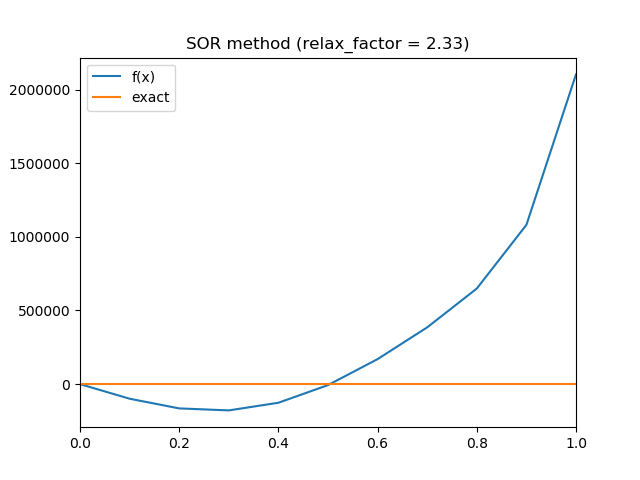 SOR method (relax_factor = 2.33)
f(x)
exact
2000000
1500000
1000000
500000
0
0.0 0.2 0.4 0.6 0.8 1.0